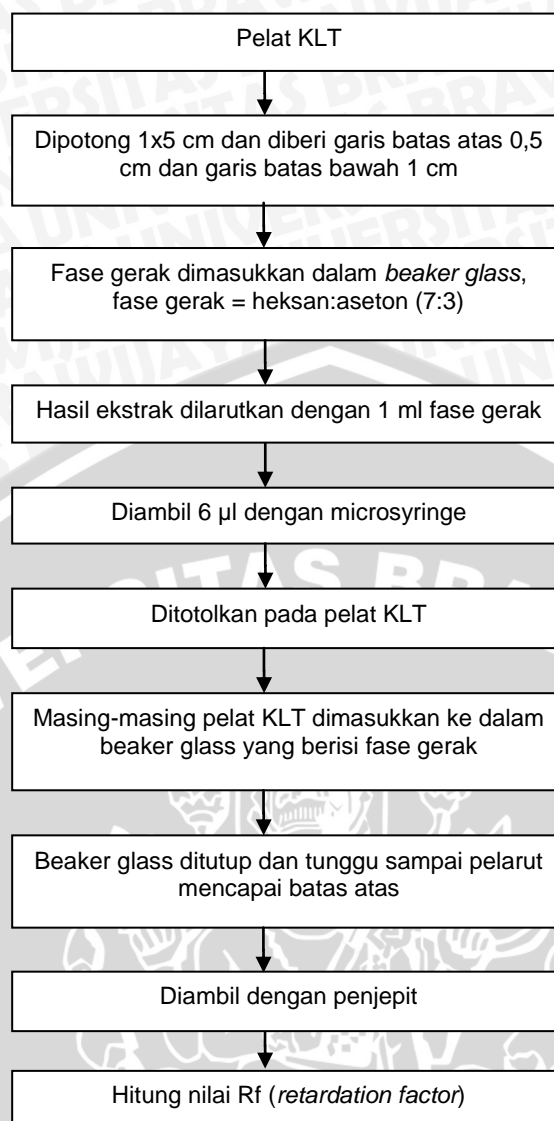 Pelat KLT
Dipotong 1x5 cm dan diberi garis batas atas 0,5
cm dan garis batas bawah 1 cm
Fase gerak dimasukkan dalam beaker glass,
fase gerak = heksan:aseton (7:3)
Hasil ekstrak dilarutkan dengan 1 ml fase gerak
Diambil 6 µl dengan microsyringe
Ditotolkan pada pelat KLT
Masing-masing pelat KLT dimasukkan ke dalam
beaker glass yang berisi fase gerak
Beaker glass ditutup dan tunggu sampai pelarut
mencapai batas atas
Diambil dengan penjepit
Hitung nilai Rf (retardation factor)